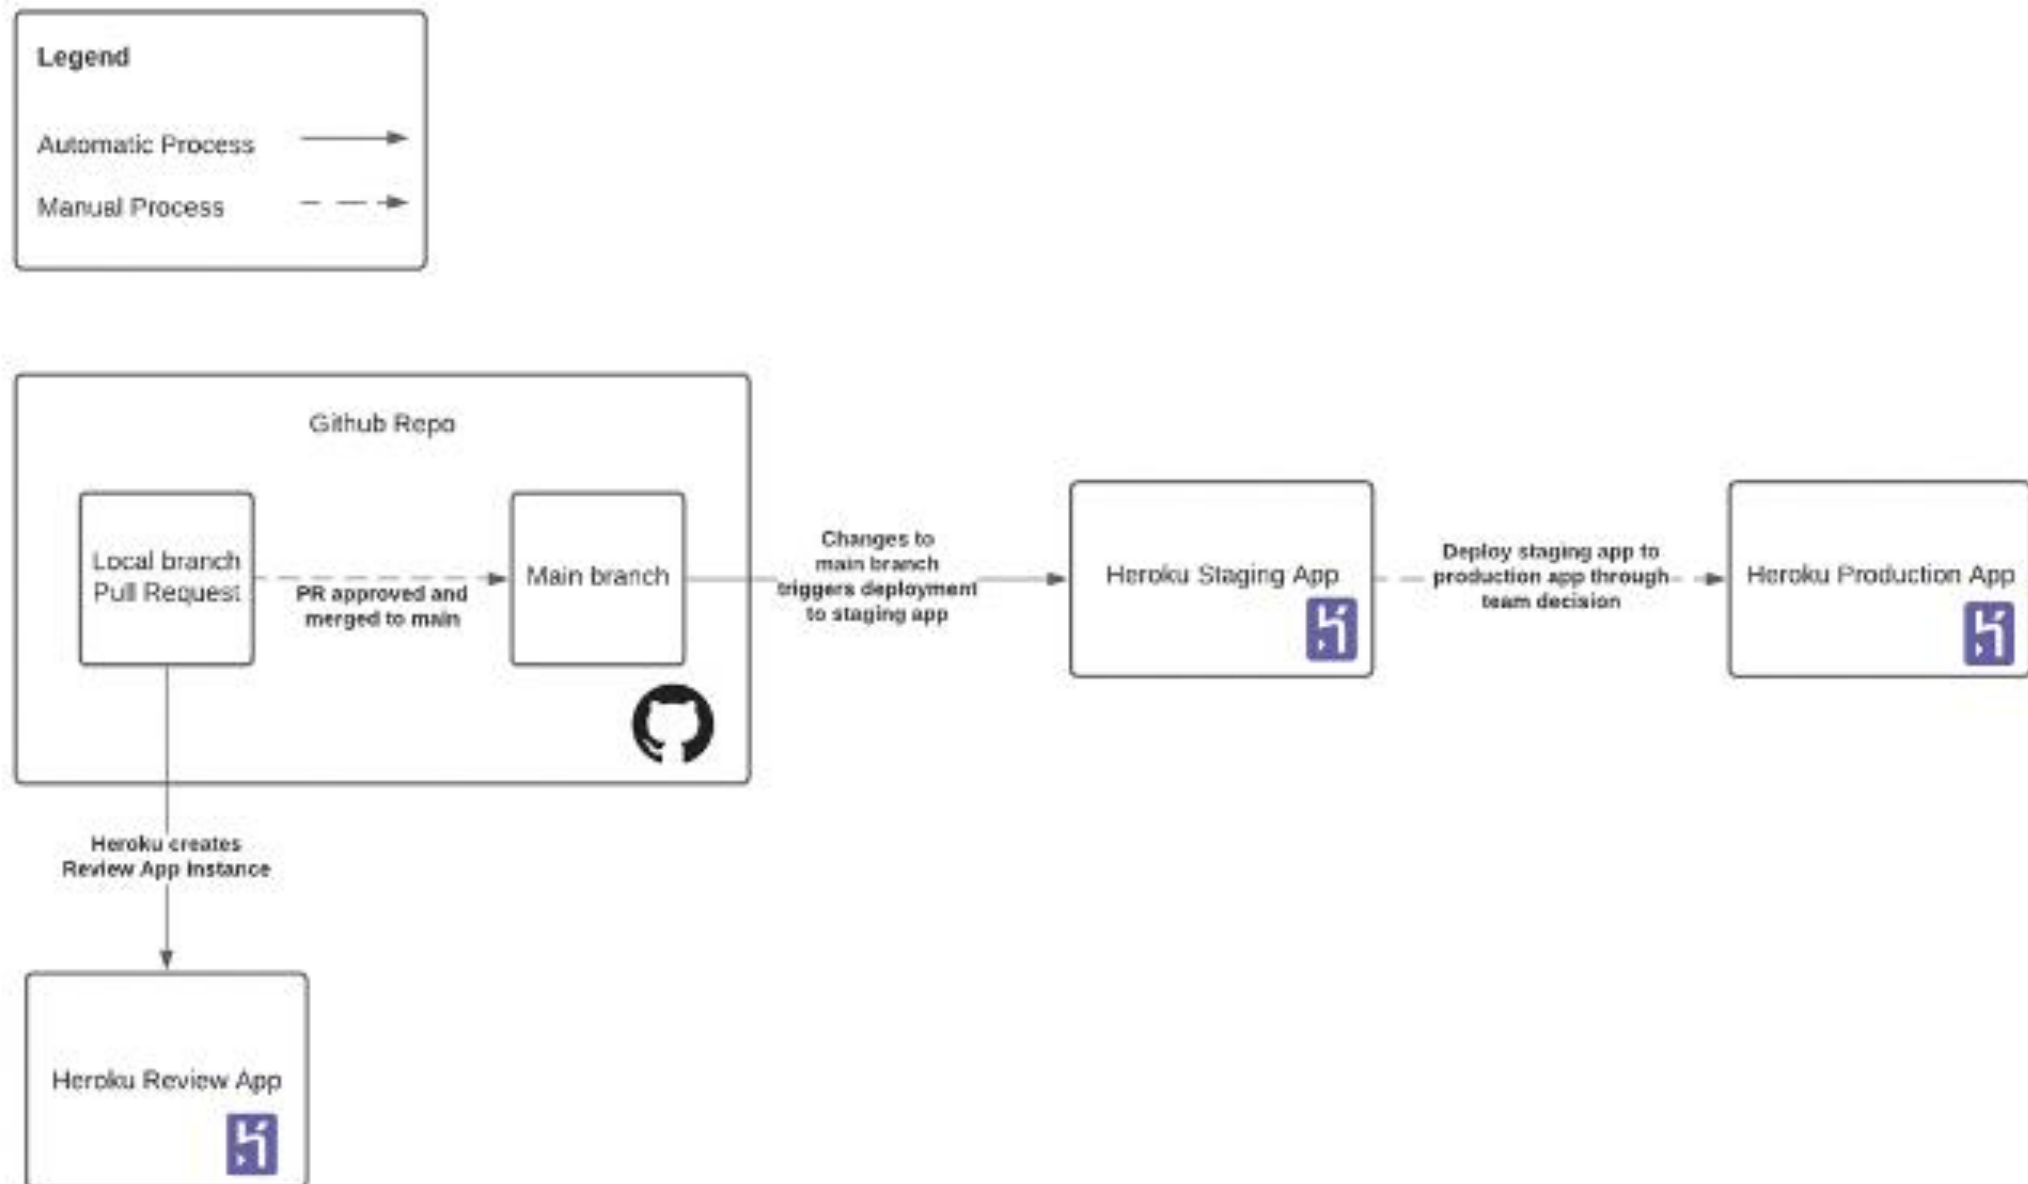 Legend
Automatic Process
Manual Process
Github Repo
Local branch
Pull Request
PR approved and
merged to main
Main branch
Changes to
main branch
triggers deployment
to staging app
Heroku Staging App
Deploy staging app to
production app through
team decision
Heroku Production App
Heroku creates
Review App Instance
Heroku Review App